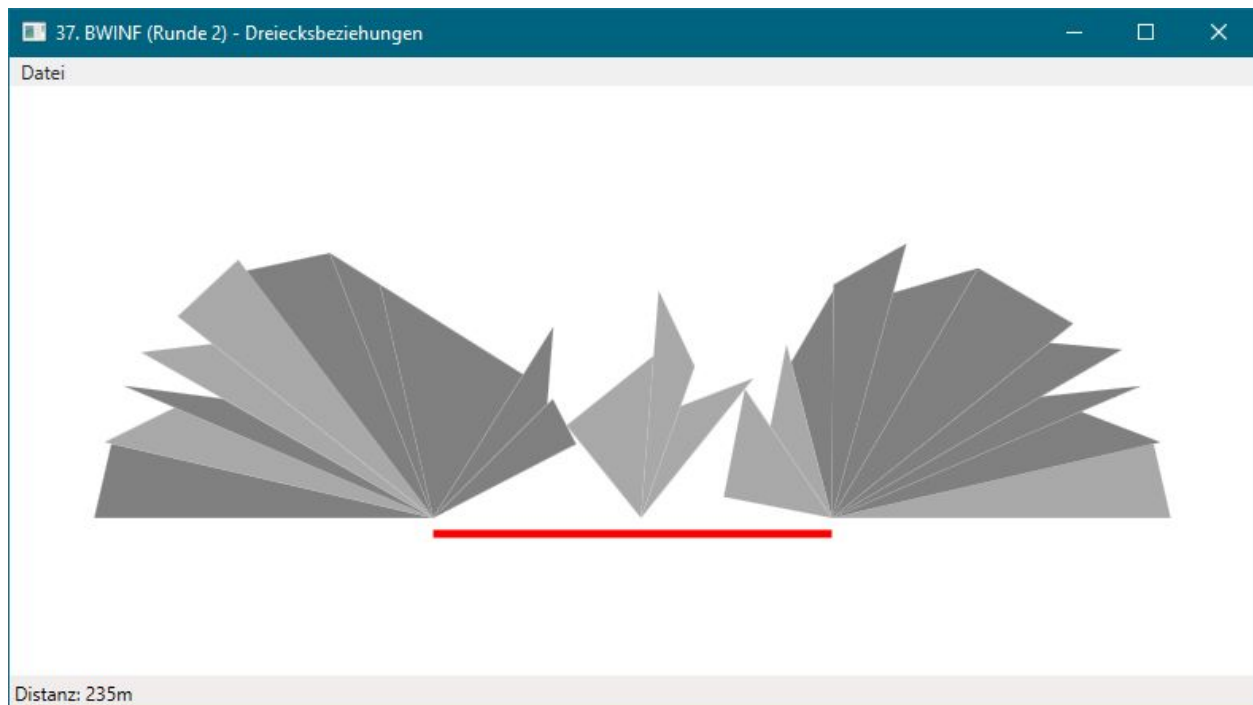 37. BWINF (Runde 2) - Dreiecksbeziehungen
Datei
Distanz: 235m